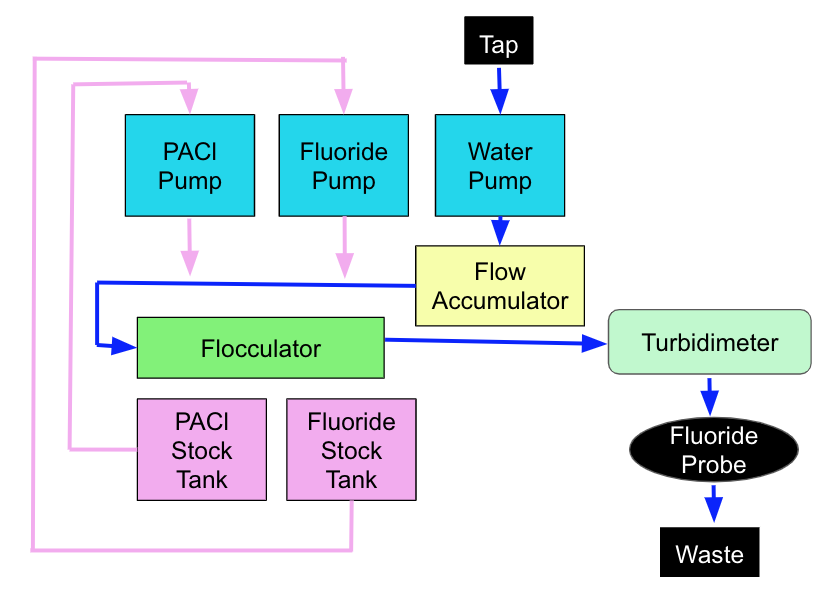 Tap
PACl
Pump
Fluoride
Pump
Water
Pump
Flow
Accumulator
Flocculator
Turbidimeter
PACl
Stock
Tank
Fluoride
Stock
Tank
Fluoride
Probe
Waste